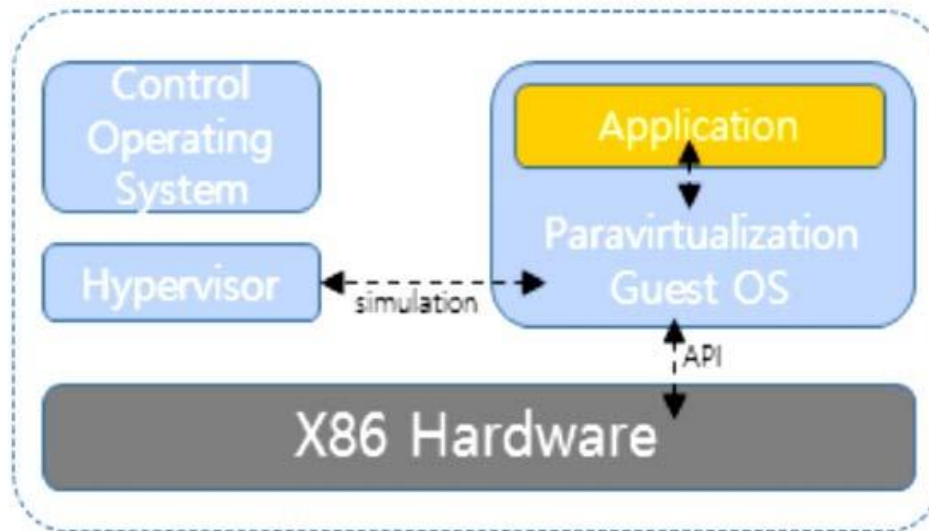 Control
Operating
System
Hypervisor
Application
Paravirtualization
Guest OS
simulation
API
X86 Hardware